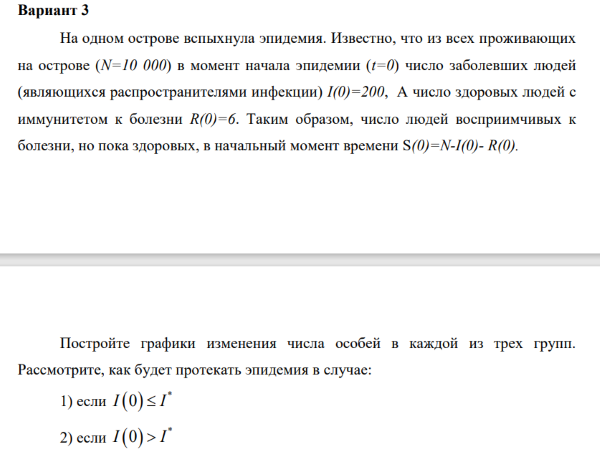 Вариант 3
На одном острове вспыхнула эпидемия. Известно, что из всех проживающих
на острове (N=10 000) в момент начала эпидемии (t=0) число заболевших людей
(являющихся распространителями инфекции) I(0)=200, А число здоровых людей с
иммунитетом к болезни R(0)=6. Таким образом, число людей восприимчивых к
болезни, но пока здоровых, в начальный момент времени S(0)=N-I(0)- R(0).
Постройте графики изменения числа особей в каждой из трех групп.
Рассмотрите, как будет протекать эпидемия в случае:
1) если I(0) ≤ I*
2) если I(0) > I*